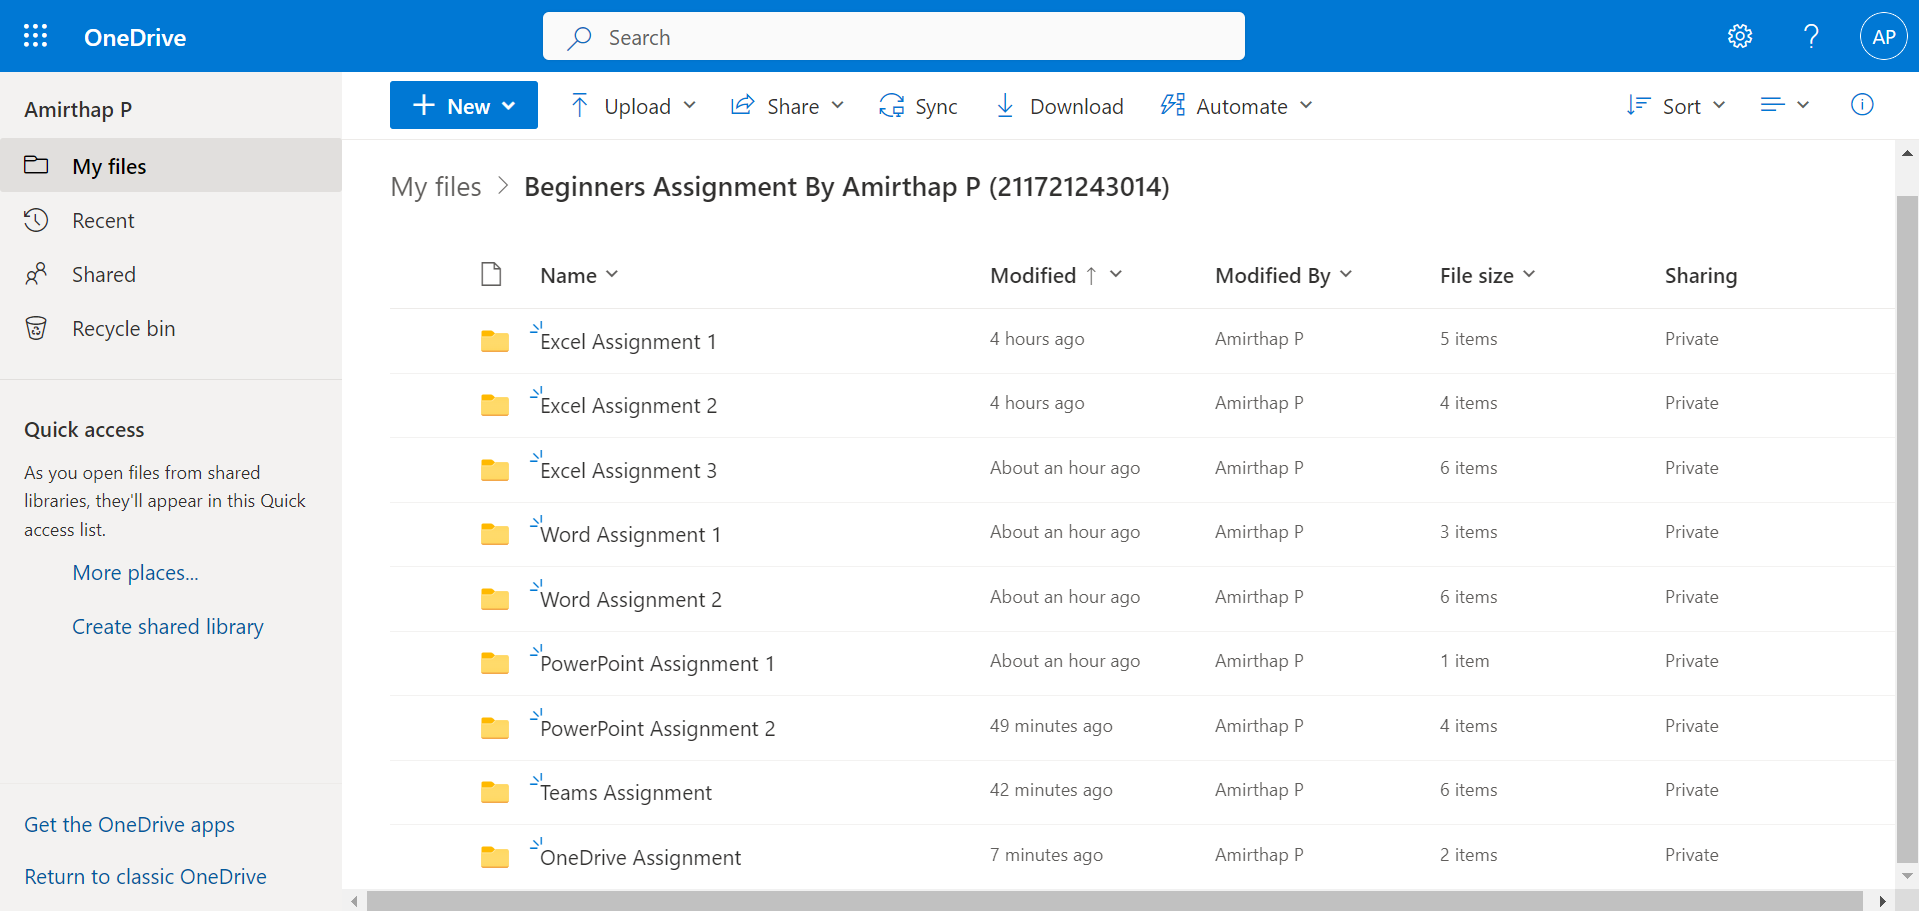 OneDrive
Search
AP
Amirthap P
My files
Recent
Shared
Recycle bin
Quick access
As you open files from shared
libraries, they'll appear in this Quick
access list.
More places...
Create shared library
Get the OneDrive apps
Return to classic OneDrive
New Upload Share Sync Download Automate Sort
My files > Beginners Assignment By Amirthap P (211721243014)
Name Modified ↑ Modified By File size Sharing
Excel Assignment 1 4 hours ago Amirthap P 5 items Private
Excel Assignment 2 4 hours ago Amirthap P 4 items Private
Excel Assignment 3 About an hour ago Amirthap P 6 items Private
Word Assignment 1 About an hour ago Amirthap P 3 items Private
Word Assignment 2 About an hour ago Amirthap P 6 items Private
PowerPoint Assignment 1 About an hour ago Amirthap P 1 item Private
PowerPoint Assignment 2 49 minutes ago Amirthap P 4 items Private
Teams Assignment 42 minutes ago Amirthap P 6 items Private
OneDrive Assignment 7 minutes ago Amirthap P 2 items Private